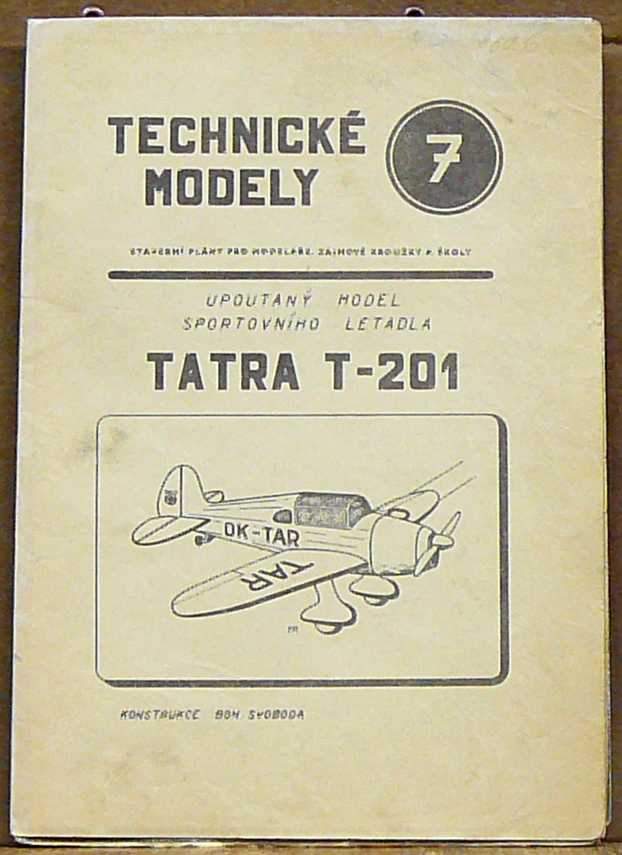 TECHNICKÉ
MODELY
7
STAVEBNÍ PLÁNY PRO MODELÁŘE, ZÁJMOVÉ KROUŽKY A ŠKOLY
UPOUTANÝ MODEL
SPORTOVNÍHO LETADLA
TATRA T-201
OK-TAR
TAR
KONSTRUKCE BOH. SVOBODA